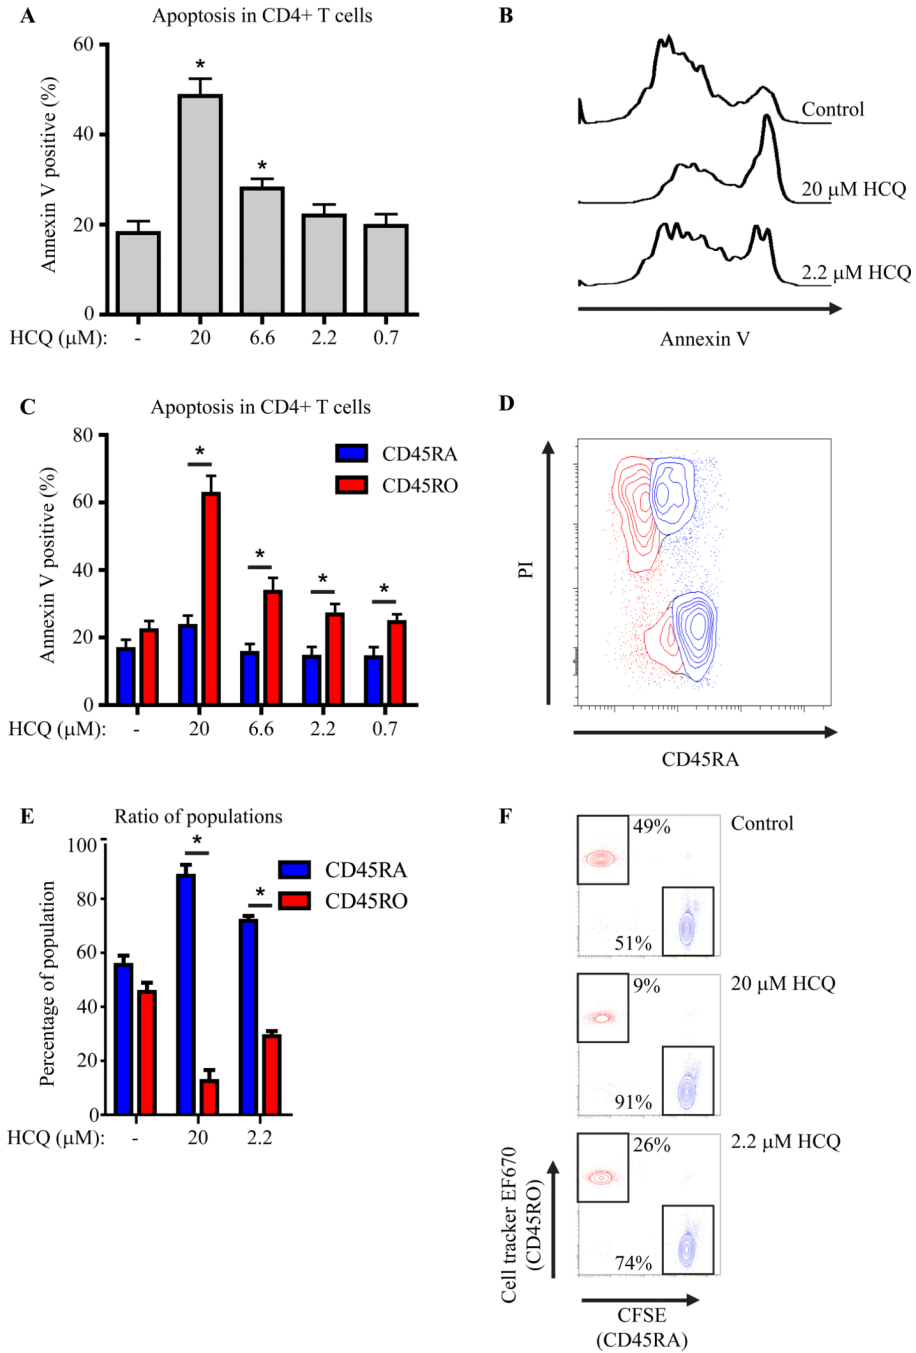 A
Apoptosis in CD4+ T cells
Annexin V positive (%)
60
40
20
0
*
*
HCQ (μM): - 20 6.6 2.2 0.7
B
Control
20 μM HCQ
2.2 μM HCQ
Annexin V
C
Apoptosis in CD4+ T cells
Annexin V positive (%)
80
60
40
20
0
*
*
*
*
CD45RA
CD45RO
HCQ (μM): - 20 6.6 2.2 0.7
D
PI
CD45RA
E
Ratio of populations
Percentage of population
100
80
60
40
20
0
*
*
CD45RA
CD45RO
HCQ (μM): - 20 2.2
F
49%
Control
51%
9%
20 μM HCQ
91%
26%
2.2 μM HCQ
74%
Cell tracker EF670
(CD45RO)
CFSE
(CD45RA)